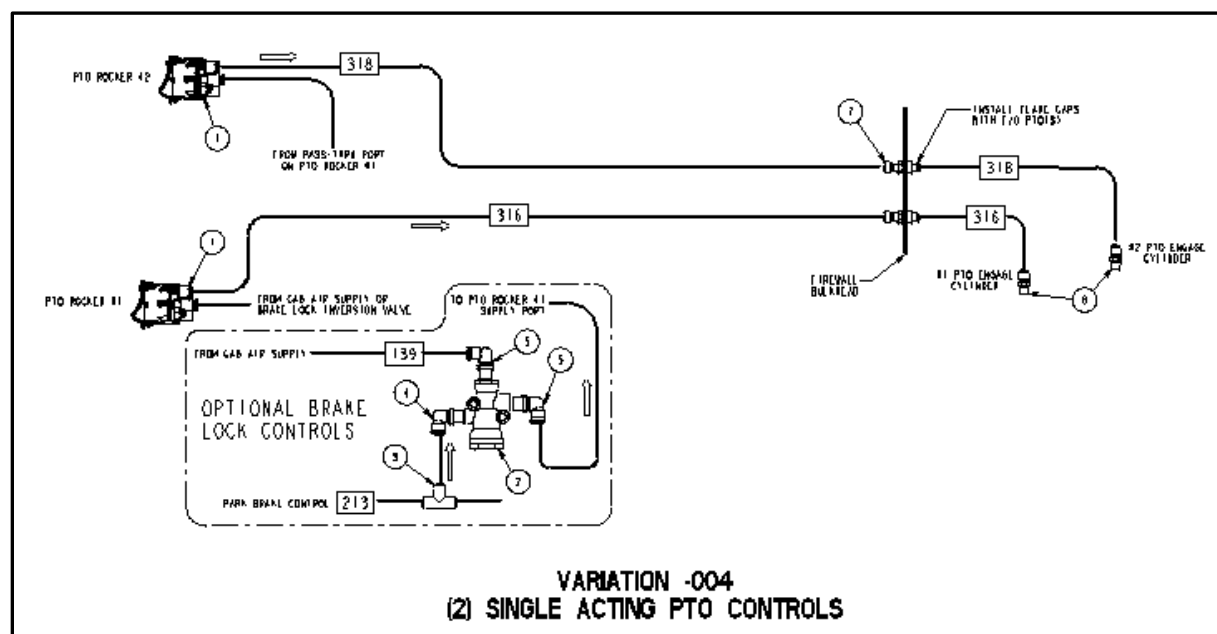 PTO ROCKER #2
318
1
FROM PASS-THRU PORT
ON PTO ROCKER #1
7
INSTALL FLARE CAPS
WITH F/O PTO(S)
318
316
316
1
#2 PTO ENGAGE
CYLINDER
#1 PTO ENGAGE
CYLINDER
8
FIREWALL
BULKHEAD
PTO ROCKER #1
FROM CAB AIR SUPPLY OR
BRAKE LOCK INVERSION VALVE
TO PTO ROCKER #1
SUPPLY PORT
FROM CAB AIR SUPPLY
139
5
5
4
OPTIONAL BRAKE
LOCK CONTROLS
3
2
PARK BRAKE CONTROL
213
VARIATION -004
(2) SINGLE ACTING PTO CONTROLS